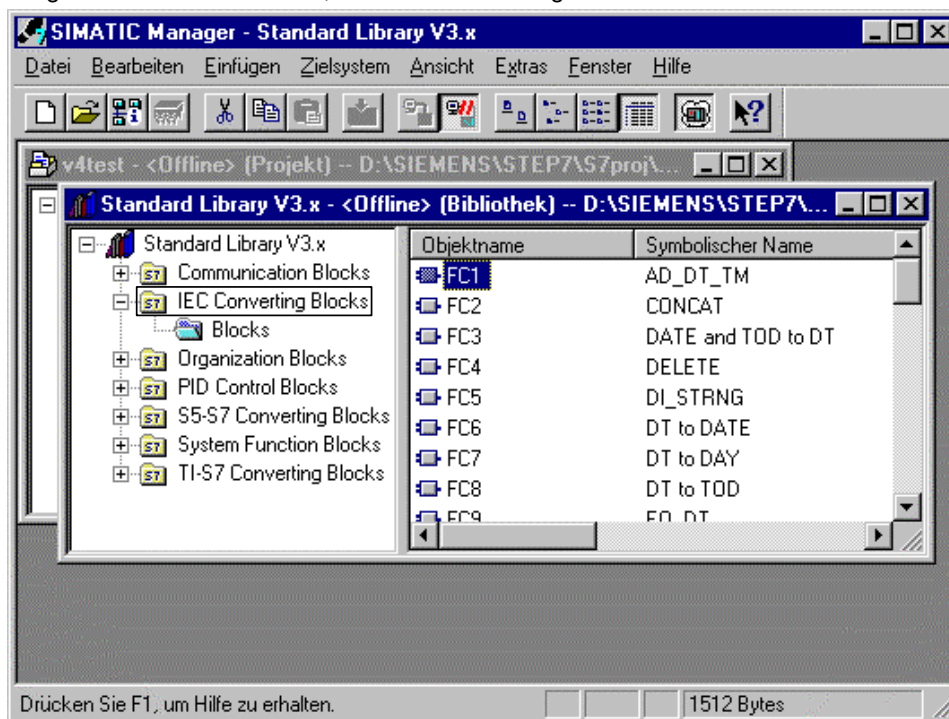 SIMATIC Manager - Standard Library V3.x
Datei Bearbeiten Einfügen Zielsystem Ansicht Extras Fenster Hilfe
v4test - <Offline> (Projekt) -- D:\SIEMENS\STEP7\S7proj\...
Standard Library V3.x - <Offline> (Bibliothek) -- D:\SIEMENS\STEP7\...
Standard Library V3.x
Communication Blocks
IEC Converting Blocks
Blocks
Organization Blocks
PID Control Blocks
S5-S7 Converting Blocks
System Function Blocks
TI-S7 Converting Blocks
Objektname Symbolischer Name
FC1 AD_DT_TM
FC2 CONCAT
FC3 DATE and TOD to DT
FC4 DELETE
FC5 DI_STRNG
FC6 DT to DATE
FC7 DT to DAY
FC8 DT to TOD
FC9 EQ_DT
Drücken Sie F1, um Hilfe zu erhalten. 1512 Bytes